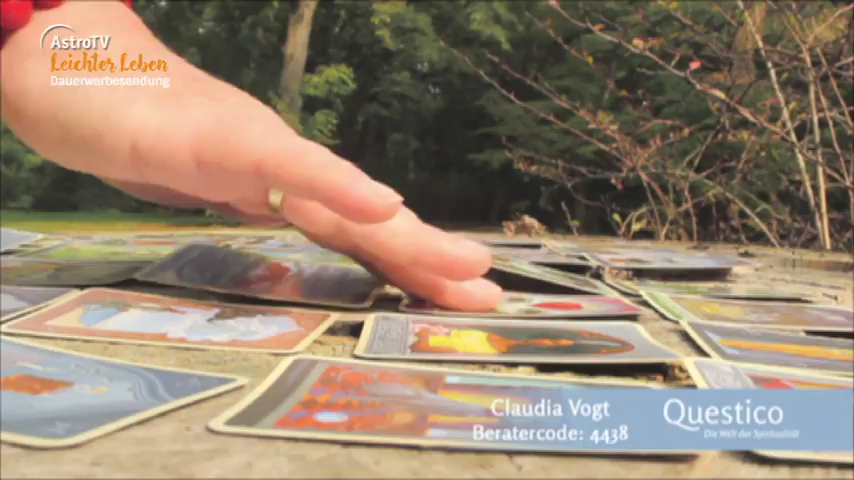 AstroTV
Leichter Leben
Dauerwerbesendung
Claudia Vogt
Beratercode: 4438
Questico
Die Welt der Spiritualität